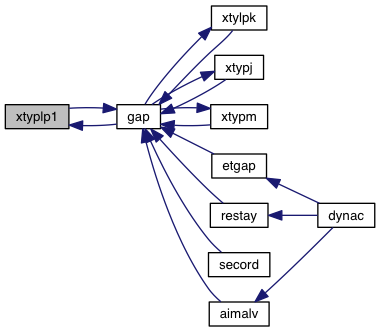 xtylpk
xtypj
xtyplp1
gap
xtypm
etgap
restay
dynac
secord
aimalv